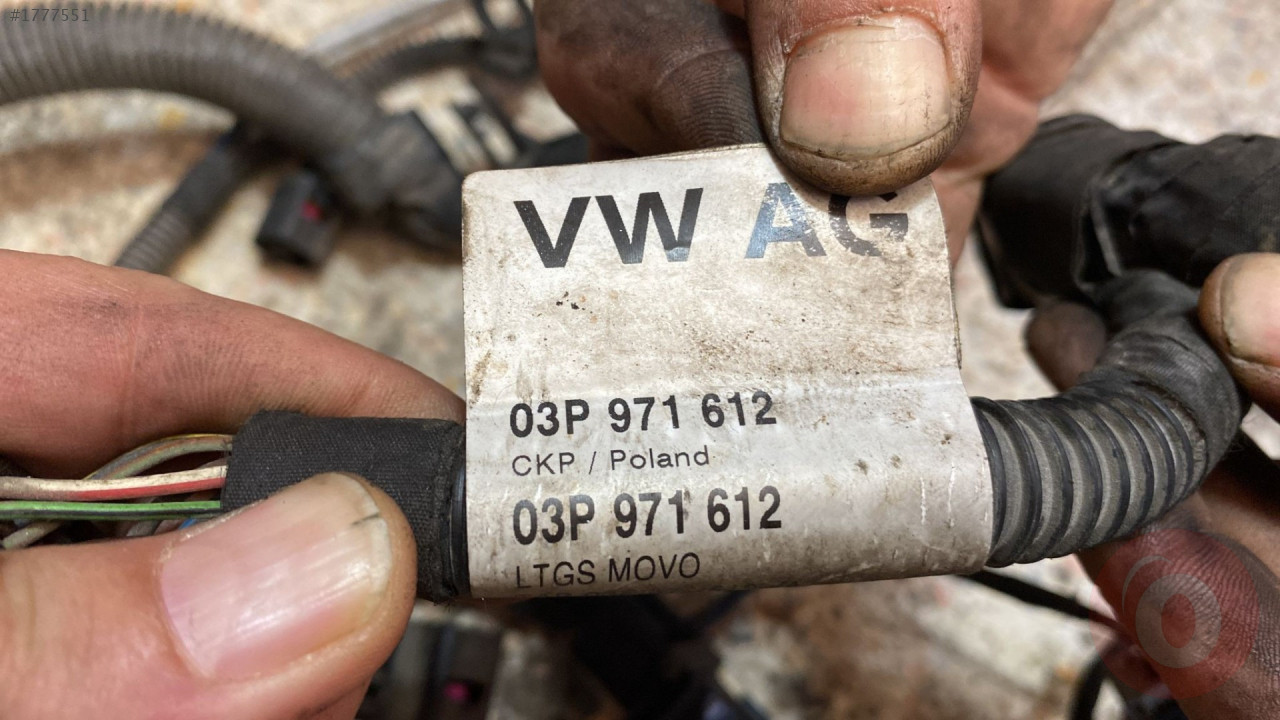 #1777551
VW AG
03P 971 612
CKP / Poland
03P 971 612
LTGS MOVO